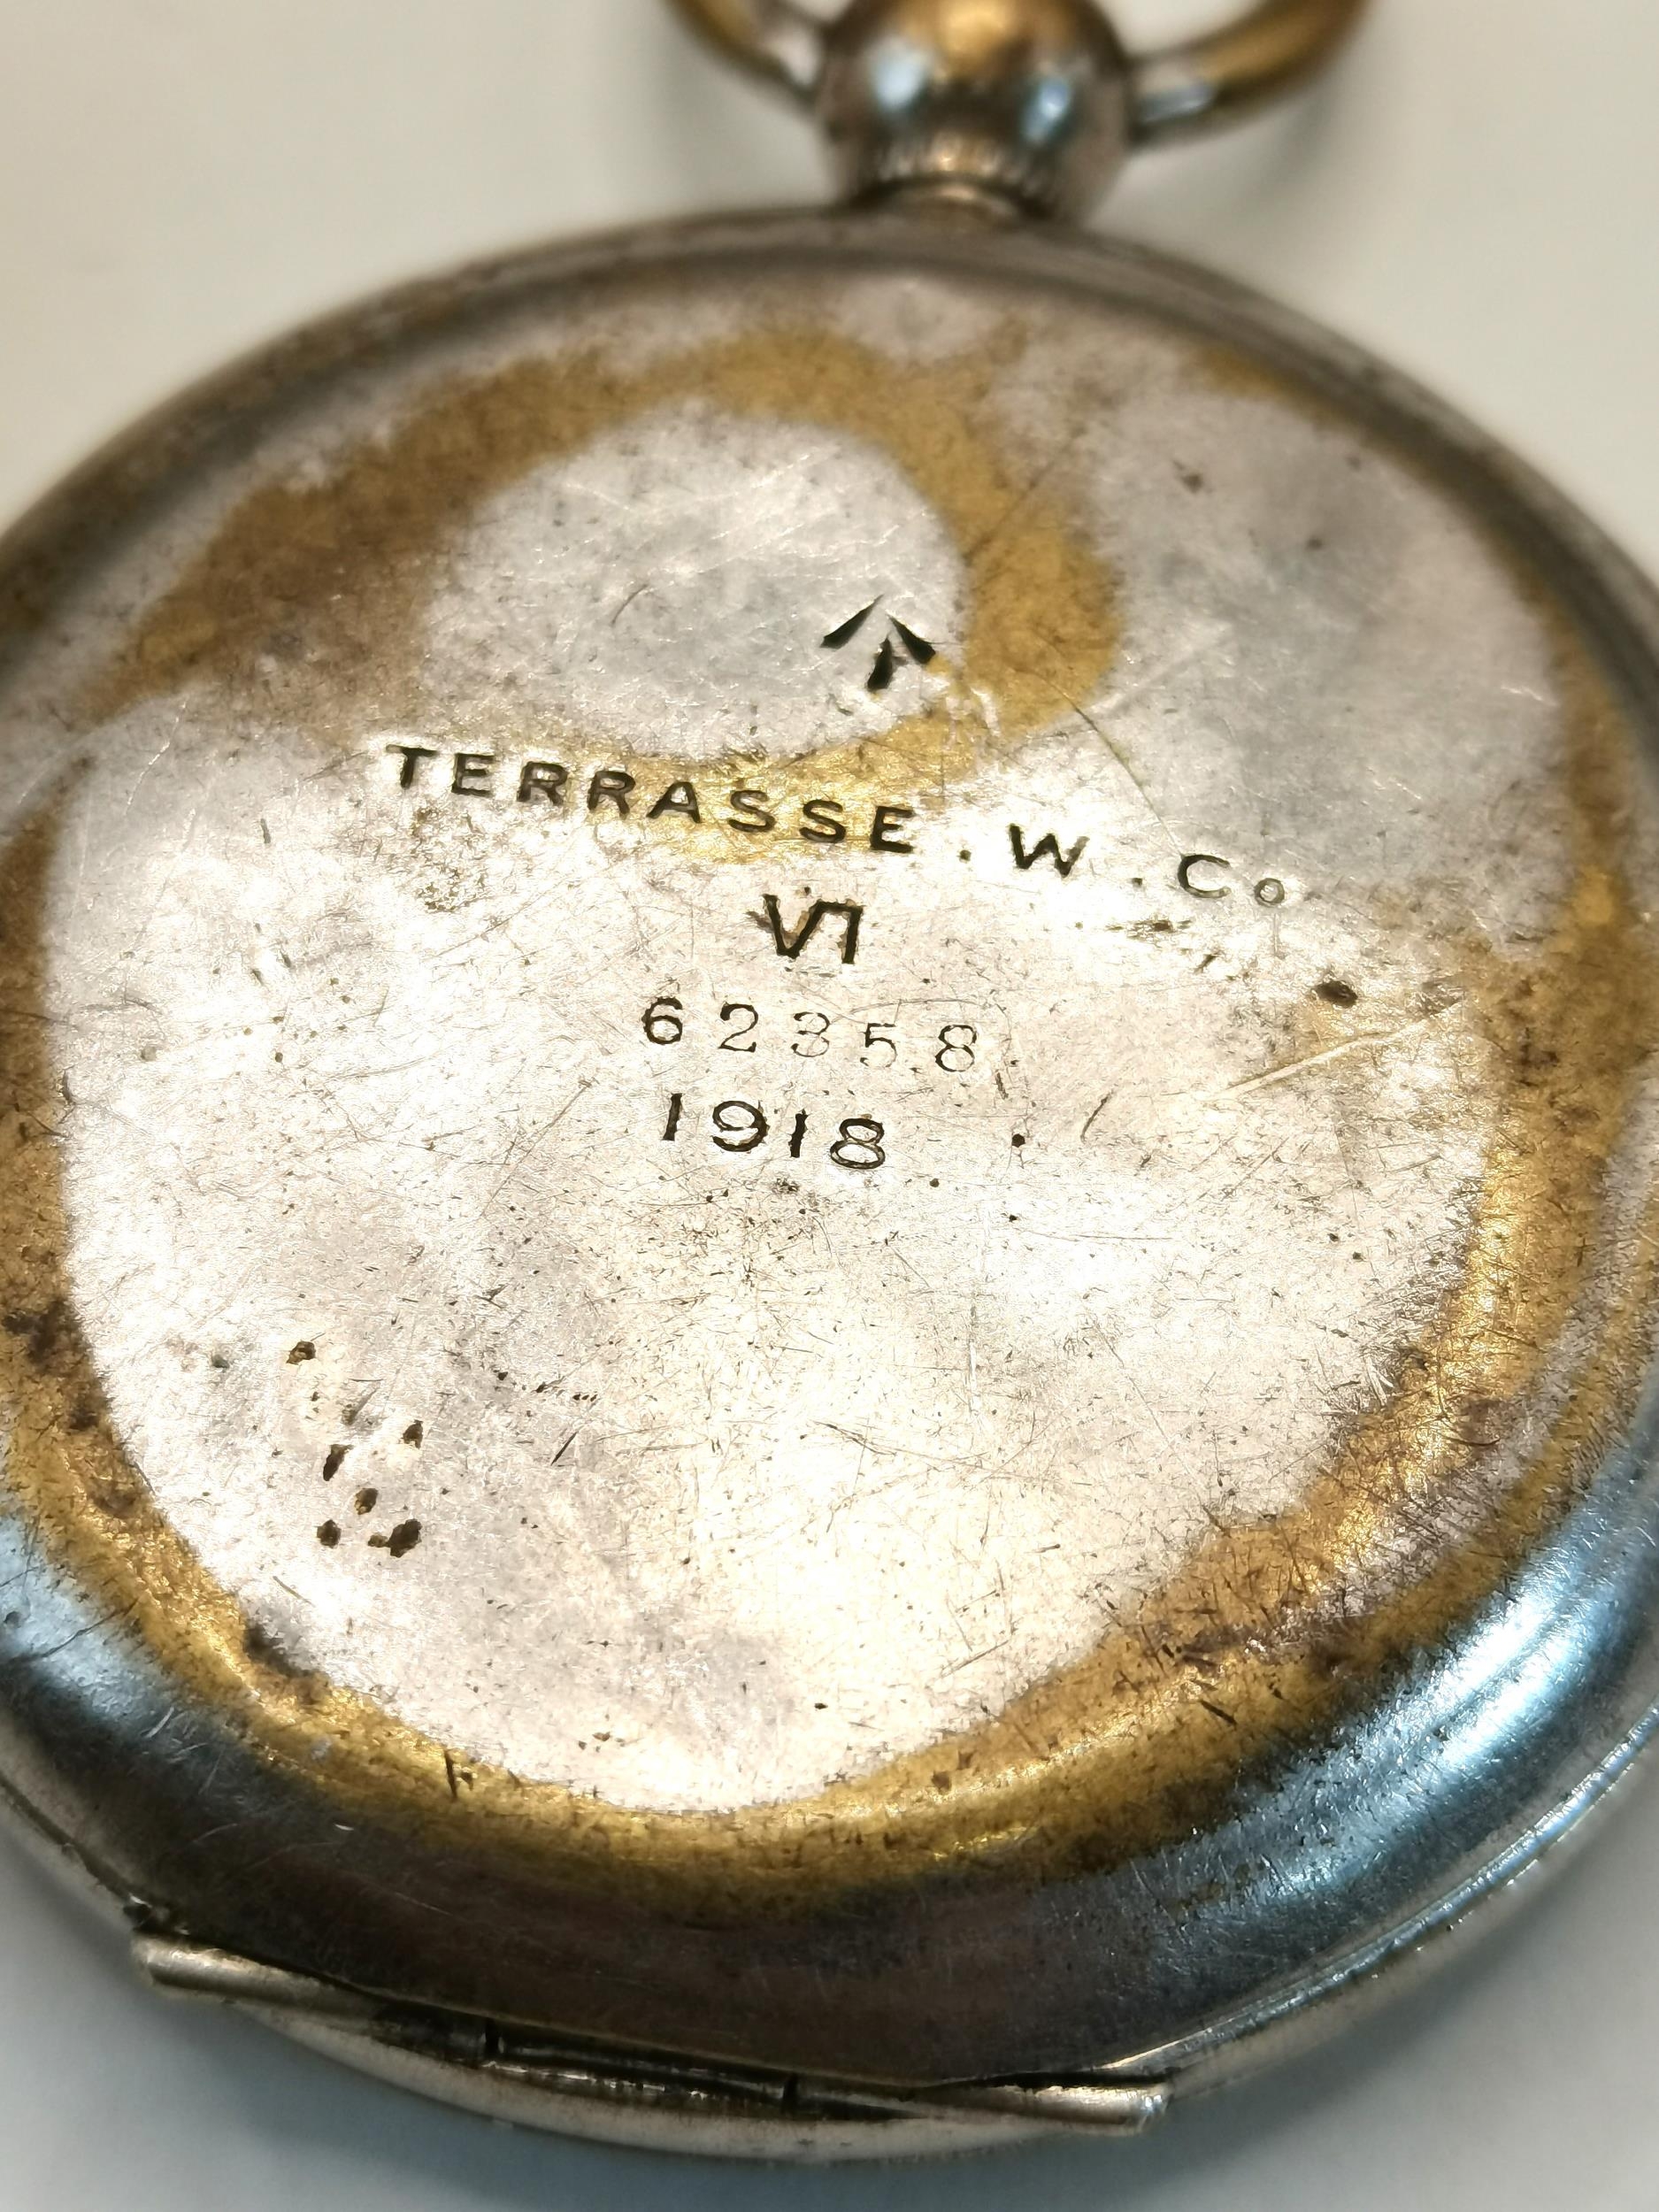 TERRASSE . W . Co
VI
62358
1918